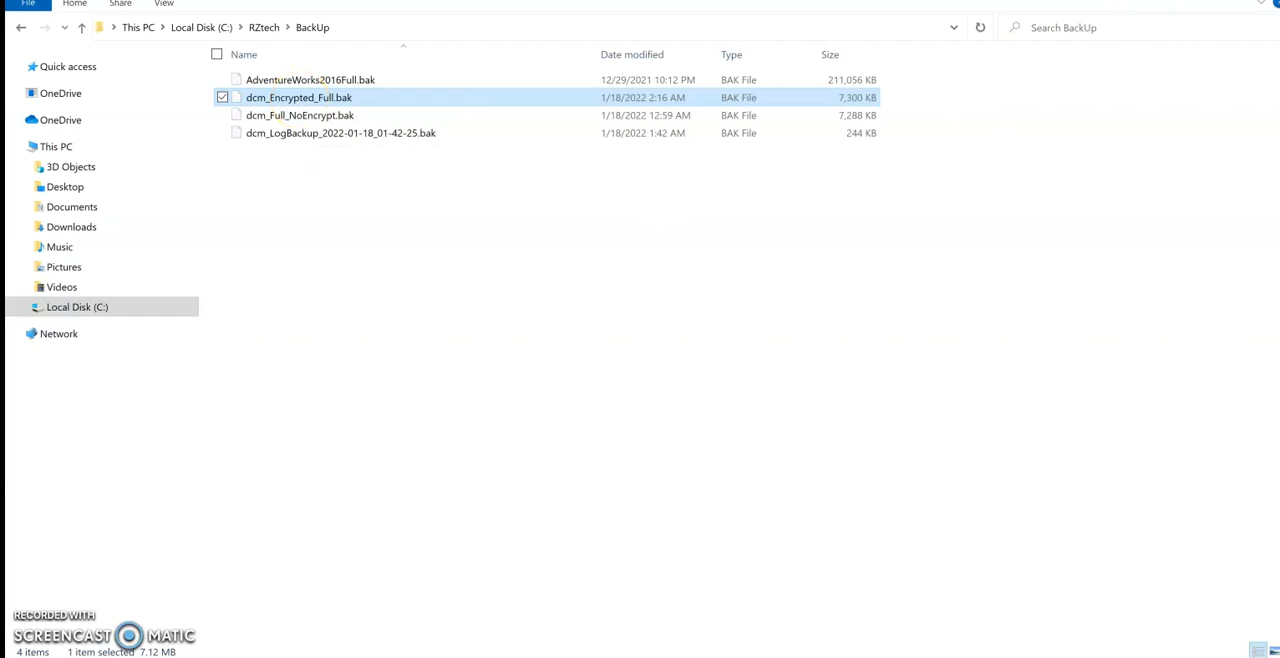 File Home Share View
This PC Local Disk (C:) RZtech BackUp Search BackUp
Name Date modified Type Size
Quick access
OneDrive
OneDrive
This PC
3D Objects
Desktop
Documents
Downloads
Music
Pictures
Videos
Local Disk (C:)
Network
AdventureWorks2016Full.bak 12/29/2021 10:12 PM BAK File 211,056 KB
dcm_Encrypted_Full.bak 1/18/2022 2:16 AM BAK File 7,300 KB
dcm_Full_NoEncrypt.bak 1/18/2022 12:59 AM BAK File 7,288 KB
dcm_LogBackup_2022-01-18_01-42-25.bak 1/18/2022 1:42 AM BAK File 244 KB
RECORDED WITH
SCREENCAST MATIC
4 items 1 item selected 7.12 MB